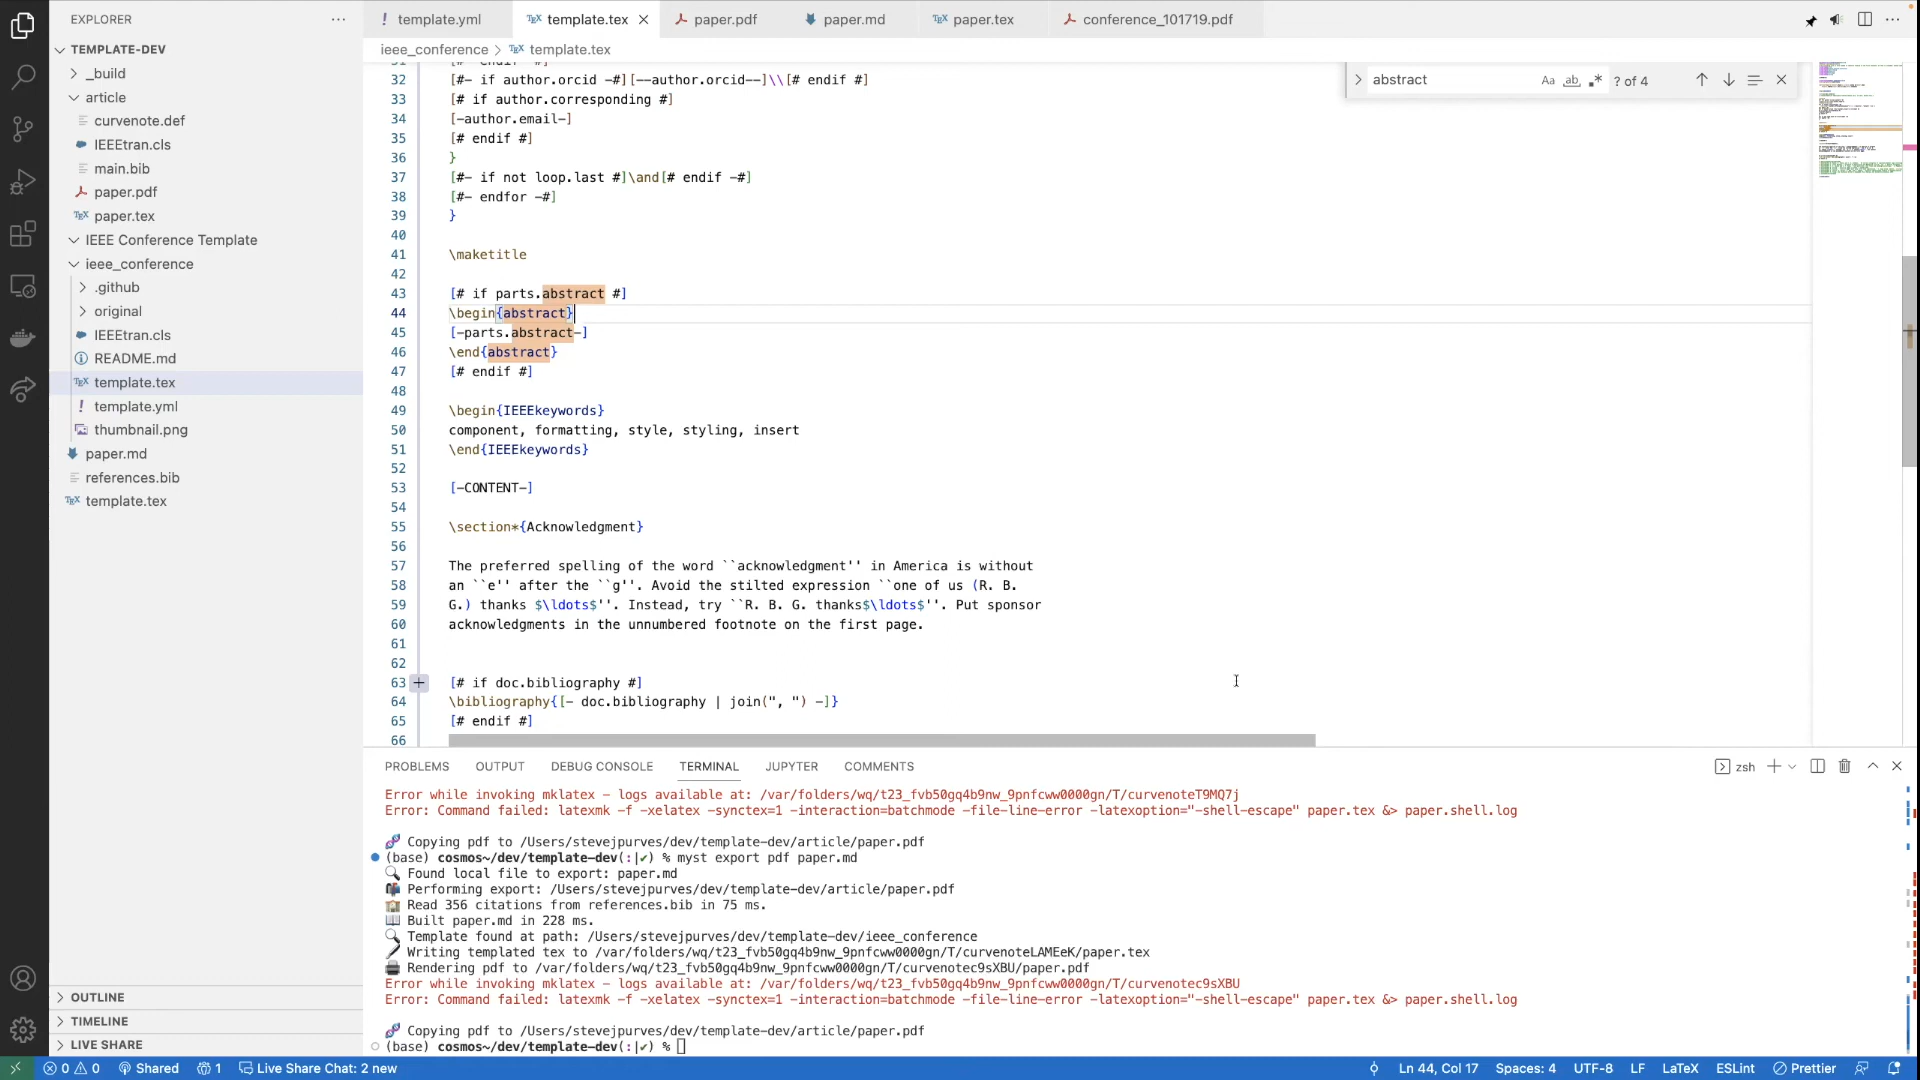 EXPLORER
TEMPLATE-DEV
_build
article
curvenote.def
IEEEtran.cls
main.bib
paper.pdf
paper.tex
IEEE Conference Template
ieee_conference
.github
original
IEEEtran.cls
README.md
template.tex
template.yml
thumbnail.png
paper.md
references.bib
template.tex
OUTLINE
TIMELINE
LIVE SHARE
template.yml
template.tex
paper.pdf
paper.md
paper.tex
conference_101719.pdf
ieee_conference > template.tex
abstract
Aa ab ? of 4
31 [#- endif -#]
32 [#- if author.orcid -#][--author.orcid--]\\[# endif #]
33 [# if author.corresponding #]
34 [-author.email-]
35 [# endif #]
36 }
37 [#- if not loop.last #]\and[# endif -#]
38 [#- endfor -#]
39 }
40
41 \maketitle
42
43 [# if parts.abstract #]
44 \begin{abstract}
45 [-parts.abstract-]
46 \end{abstract}
47 [# endif #]
48
49 \begin{IEEEkeywords}
50 component, formatting, style, styling, insert
51 \end{IEEEkeywords}
52
53 [-CONTENT-]
54
55 \section*{Acknowledgment}
56
57 The preferred spelling of the word ``acknowledgment'' in America is without
58 an ``e'' after the ``g''. Avoid the stilted expression ``one of us (R. B.
59 G.) thanks $\ldots$''. Instead, try ``R. B. G. thanks$\ldots$''. Put sponsor
60 acknowledgments in the unnumbered footnote on the first page.
61
62
63 [# if doc.bibliography #]
64 \bibliography{[- doc.bibliography | join(", ") -]}
65 [# endif #]
66
PROBLEMS OUTPUT DEBUG CONSOLE TERMINAL JUPYTER COMMENTS
zsh
Error while invoking mklatex - logs available at: /var/folders/wq/t23_fvb50gq4b9nw_9pnfcww0000gn/T/curvenoteT9MQ7j
Error: Command failed: latexmk -f -xelatex -synctex=1 -interaction=batchmode -file-line-error -latexoption="-shell-escape" paper.tex &> paper.shell.log
Copying pdf to /Users/stevejpurves/dev/template-dev/article/paper.pdf
(base) cosmos~/dev/template-dev(:|✔) % myst export pdf paper.md
Found local file to export: paper.md
Performing export: /Users/stevejpurves/dev/template-dev/article/paper.pdf
Read 356 citations from references.bib in 75 ms.
Built paper.md in 228 ms.
Template found at path: /Users/stevejpurves/dev/template-dev/ieee_conference
Writing templated tex to /var/folders/wq/t23_fvb50gq4b9nw_9pnfcww0000gn/T/curvenoteLAMEeK/paper.tex
Rendering pdf to /var/folders/wq/t23_fvb50gq4b9nw_9pnfcww0000gn/T/curvenotec9sXBU/paper.pdf
Error while invoking mklatex - logs available at: /var/folders/wq/t23_fvb50gq4b9nw_9pnfcww0000gn/T/curvenotec9sXBU
Error: Command failed: latexmk -f -xelatex -synctex=1 -interaction=batchmode -file-line-error -latexoption="-shell-escape" paper.tex &> paper.shell.log
Copying pdf to /Users/stevejpurves/dev/template-dev/article/paper.pdf
(base) cosmos~/dev/template-dev(:|✔) %
0 0 Shared 1 Live Share Chat: 2 new
Ln 44, Col 17 Spaces: 4 UTF-8 LF LaTeX ESLint Prettier